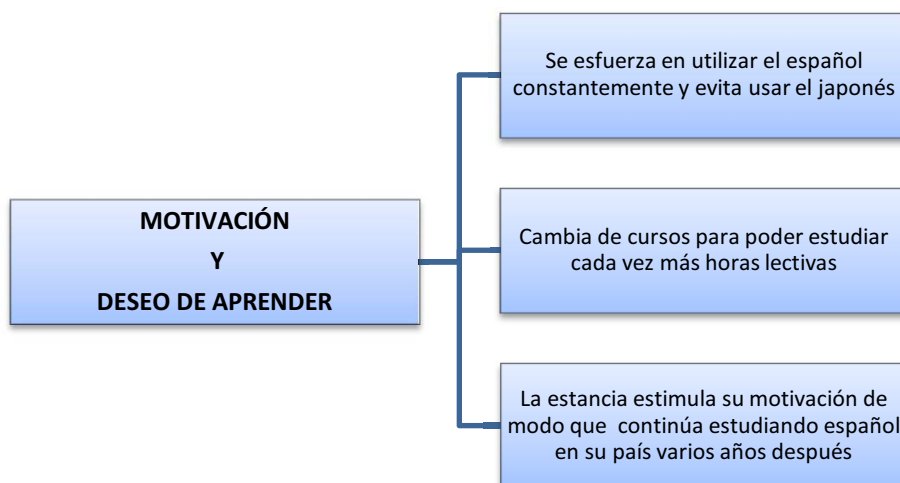 MOTIVACIÓN
Y
DESEO DE APRENDER
Se esfuerza en utilizar el español
constantemente y evita usar el japonés
Cambia de cursos para poder estudiar
cada vez más horas lectivas
La estancia estimula su motivación de
modo que continúa estudiando español
en su país varios años después